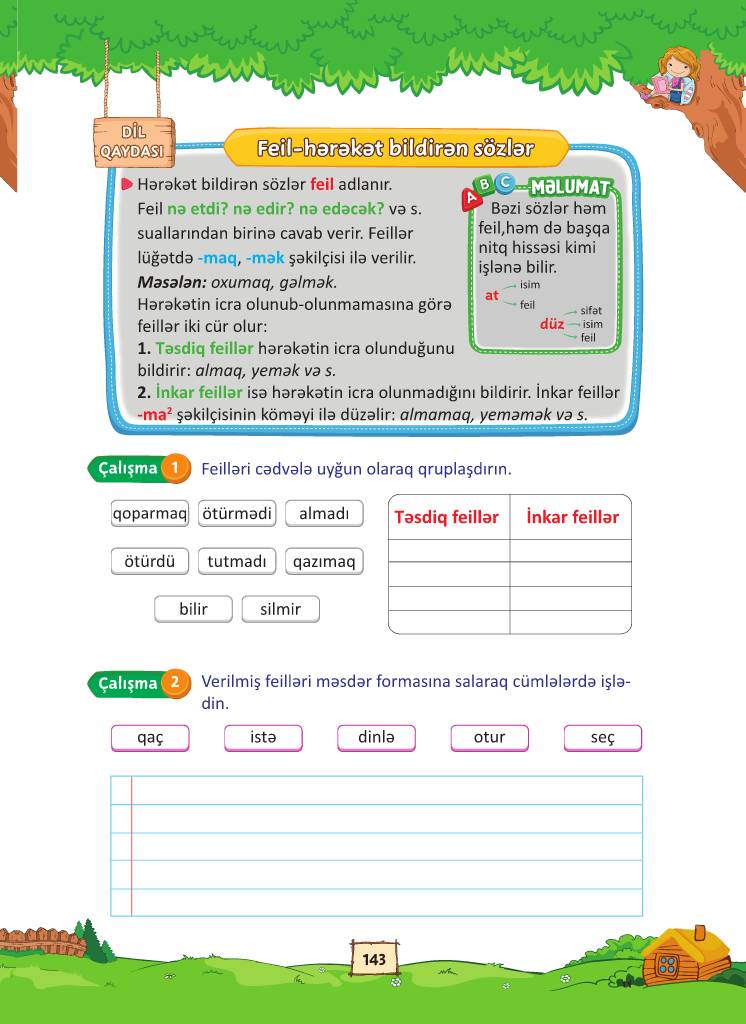 DİL
QAYDASI
Feil-hərəkət bildirən sözlər
Hərəkət bildirən sözlər feil adlanır.
Feil nə etdi? nə edir? nə edəcək? və s.
suallarından birinə cavab verir. Feillər
lüğətdə -maq, -mək şəkilçisi ilə verilir.
Məsələn: oxumaq, gəlmək.
Hərəkətin icra olunub-olunmamasına görə
feillər iki cür olur:
1. Təsdiq feillər hərəkətin icra olunduğunu
bildirir: almaq, yemək və s.
2. İnkar feillər isə hərəkətin icra olunmadığını bildirir. İnkar feillər
-ma² şəkilçisinin köməyi ilə düzəlir: almamaq, yeməmək və s.
A B C MƏLUMAT
Bəzi sözlər həm
feil,həm də başqa
nitq hissəsi kimi
işlənə bilir.
isim
at
feil
sifət
düz isim
feil
Çalışma 1 Feilləri cədvələ uyğun olaraq qruplaşdırın.
qoparmaq ötürmədi almadı
ötürdü tutmadı qazımaq
bilir silmir
Təsdiq feillər İnkar feillər
Çalışma 2 Verilmiş feilləri məsdər formasına salaraq cümlələrdə işlə-
din.
qaç istə dinlə otur seç
143